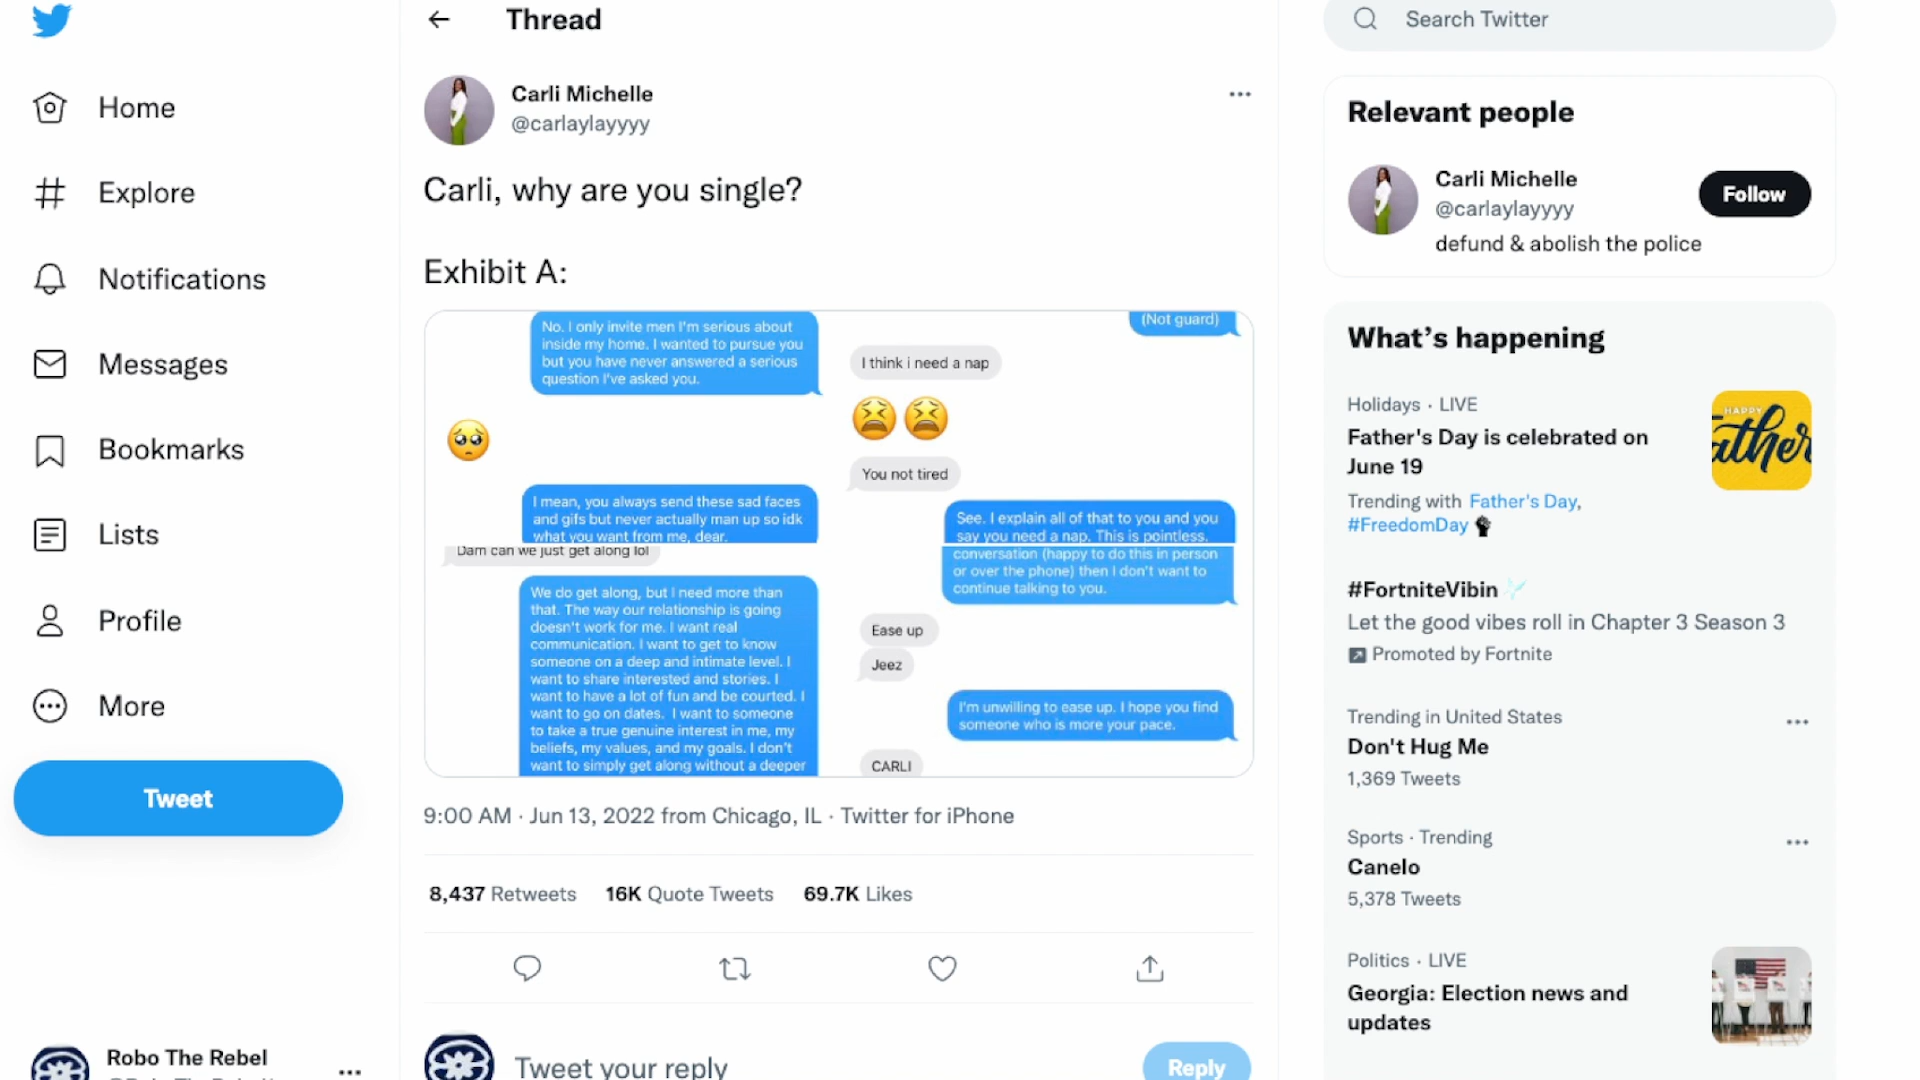 Home
Explore
Notifications
Messages
Bookmarks
Lists
Profile
More
Tweet
Robo The Rebel
Thread
Carli Michelle
@carlaylayyyy
Carli, why are you single?
Exhibit A:
No. I only invite men I'm serious about
inside my home. I wanted to pursue you
but you have never answered a serious
question I've asked you.
I mean, you always send these sad faces
and gifs but never actually man up so idk
what you want from me, dear.
(Not guard)
I think i need a nap
You not tired
See. I explain all of that to you and you
say you need a nap. This is pointless.
Dam can we just get along lol
We do get along, but I need more than
that. The way our relationship is going
doesn't work for me. I want real
communication. I want to get to know
someone on a deep and intimate level. I
want to share interested and stories. I
want to have a lot of fun and be courted. I
want to go on dates. I want to someone
to take a true genuine interest in me, my
beliefs, my values, and my goals. I don't
want to simply get along without a deeper
conversation (happy to do this in person
or over the phone) then I don't want to
continue talking to you.
Ease up
Jeez
I'm unwilling to ease up. I hope you find
someone who is more your pace.
CARLI
9:00 AM · Jun 13, 2022 from Chicago, IL · Twitter for iPhone
8,437 Retweets 16K Quote Tweets 69.7K Likes
Tweet your reply
Reply
Search Twitter
Relevant people
Carli Michelle
@carlaylayyyy
Follow
defund & abolish the police
What's happening
Holidays · LIVE
Father's Day is celebrated on
June 19
Trending with Father's Day,
#FreedomDay
HAPPY
ather
#FortniteVibin
Let the good vibes roll in Chapter 3 Season 3
Promoted by Fortnite
Trending in United States
Don't Hug Me
1,369 Tweets
Sports · Trending
Canelo
5,378 Tweets
Politics · LIVE
Georgia: Election news and
updates